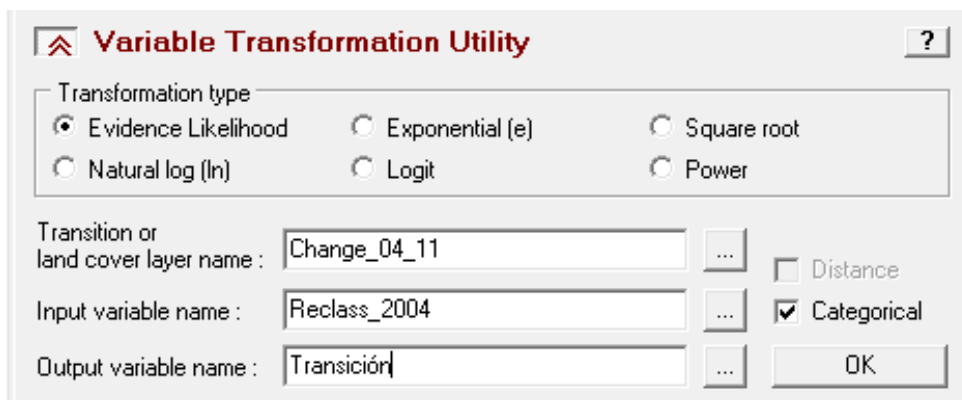 Variable Transformation Utility ?
Transformation type
Evidence Likelihood Exponential (e) Square root
Natural log (ln) Logit Power
Transition or
land cover layer name : Change_04_11 ...
Distance
Input variable name : Reclass_2004 ... Categorical
Output variable name : Transición ... OK